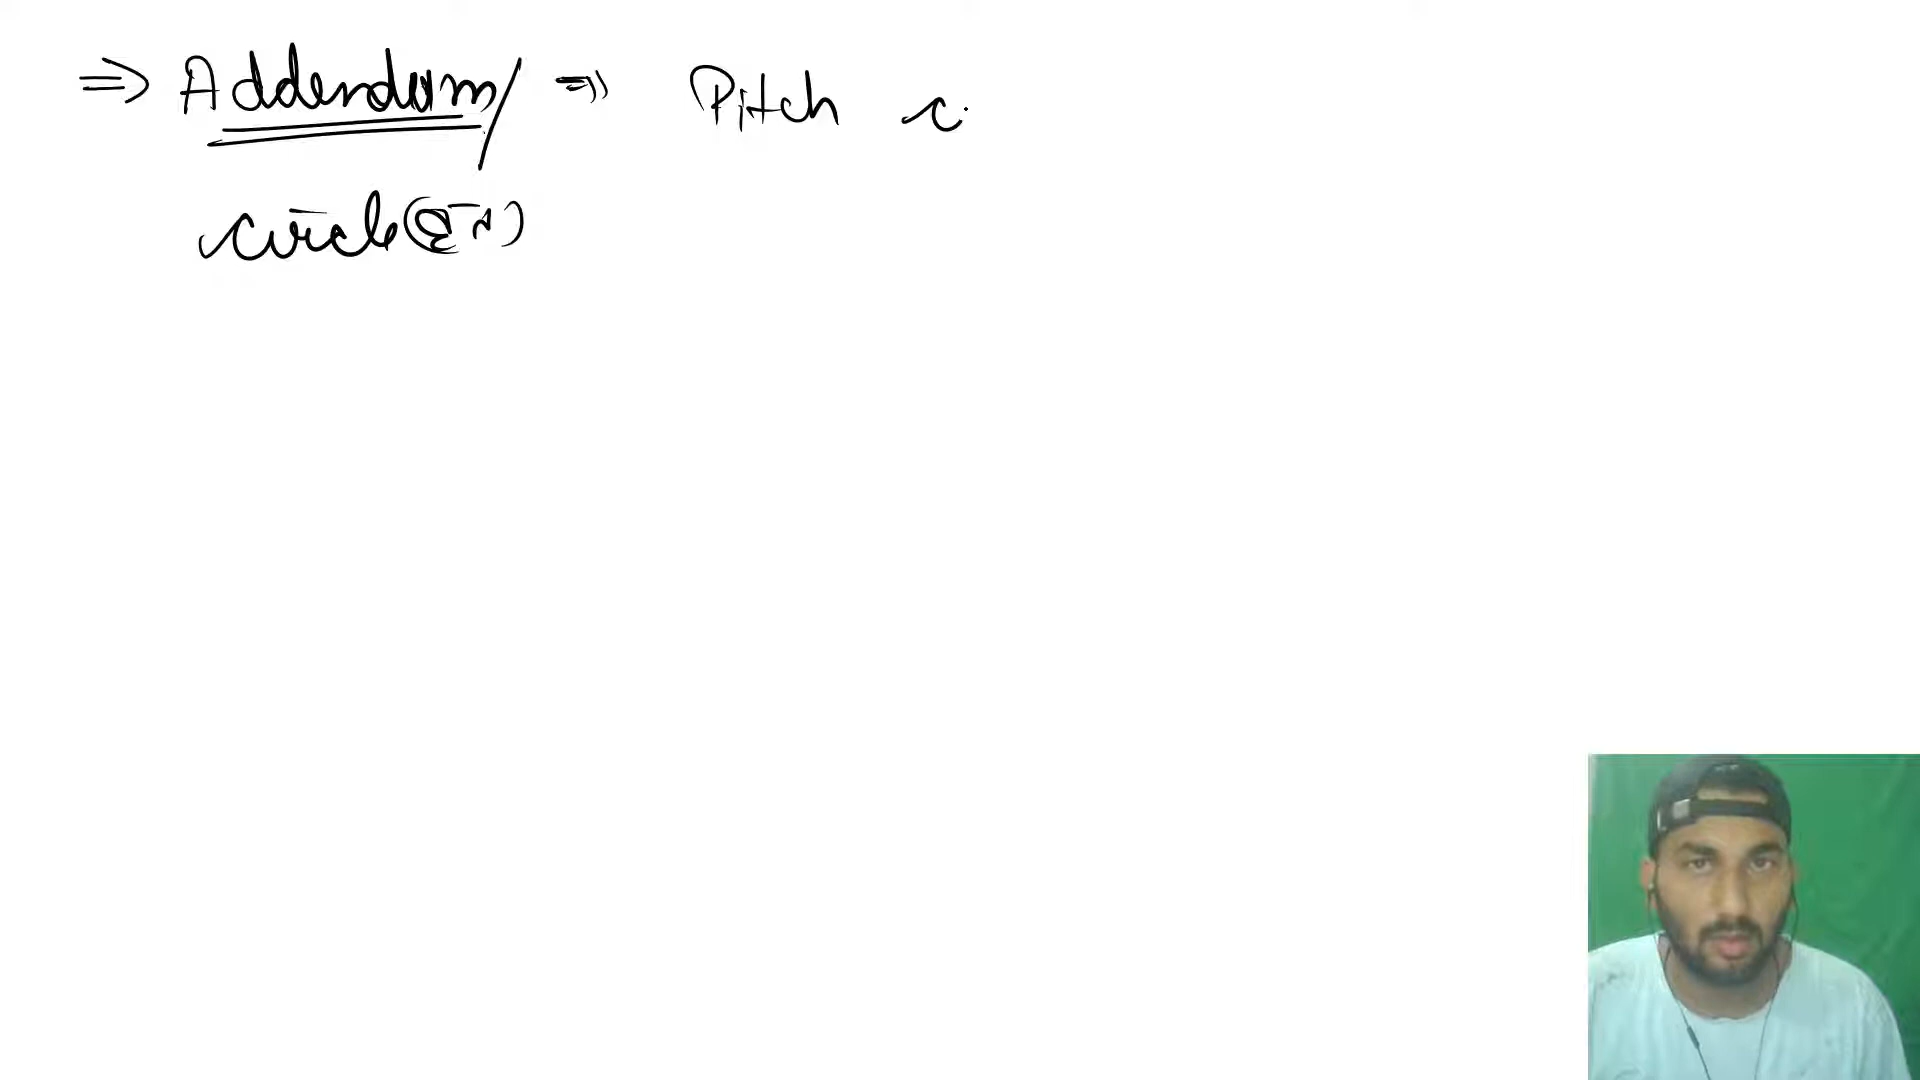 ⇒ Addendum/ ⇒ Pitch c
circle